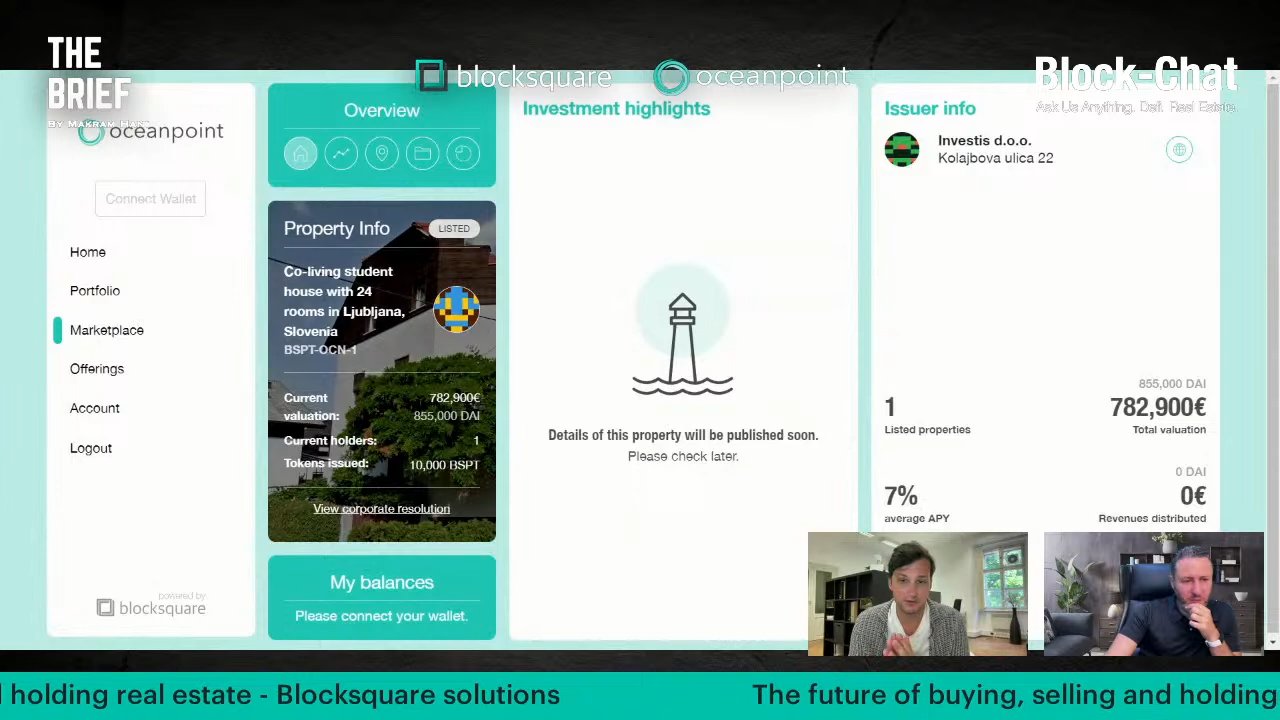 THE
BRIEF
BY MAKRAM HANI
blocksquare
oceanpoint
Block-Chat
Ask Us Anything. Defi. Real Estate.
oceanpoint
Connect Wallet
Home
Portfolio
Marketplace
Offerings
Account
Logout
powered by
blocksquare
Overview
Property Info
LISTED
Co-living student
house with 24
rooms in Ljubljana,
Slovenia
BSPT-OCN-1
Current
valuation:
782,900€
855,000 DAI
Current holders:
1
Tokens issued:
10,000 BSPT
View corporate resolution
My balances
Please connect your wallet.
Investment highlights
Details of this property will be published soon.
Please check later.
Issuer info
Investis d.o.o.
Kolajbova ulica 22
855,000 DAI
1
782,900€
Listed properties
Total valuation
0 DAI
7%
0€
average APY
Revenues distributed
holding real estate - Blocksquare solutions
The future of buying, selling and holding